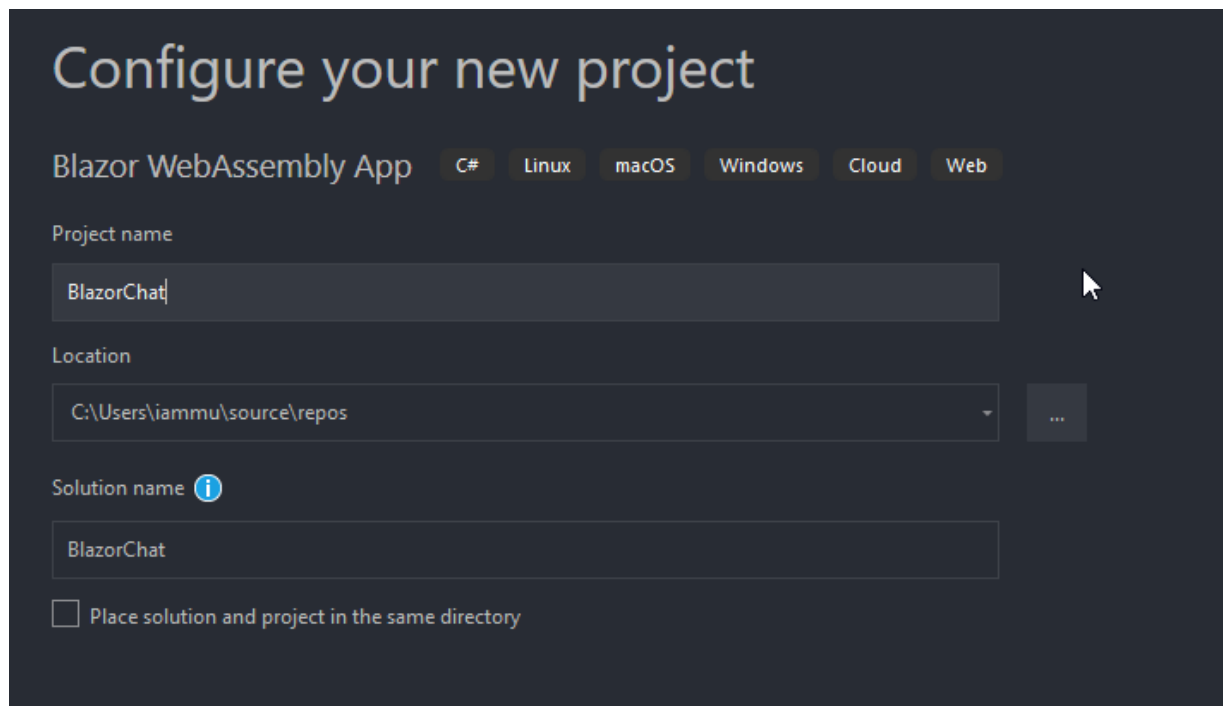 Configure your new project
Blazor WebAssembly App C# Linux macOS Windows Cloud Web
Project name
BlazorChat
Location
C:\Users\iammu\source\repos
...
Solution name
BlazorChat
Place solution and project in the same directory